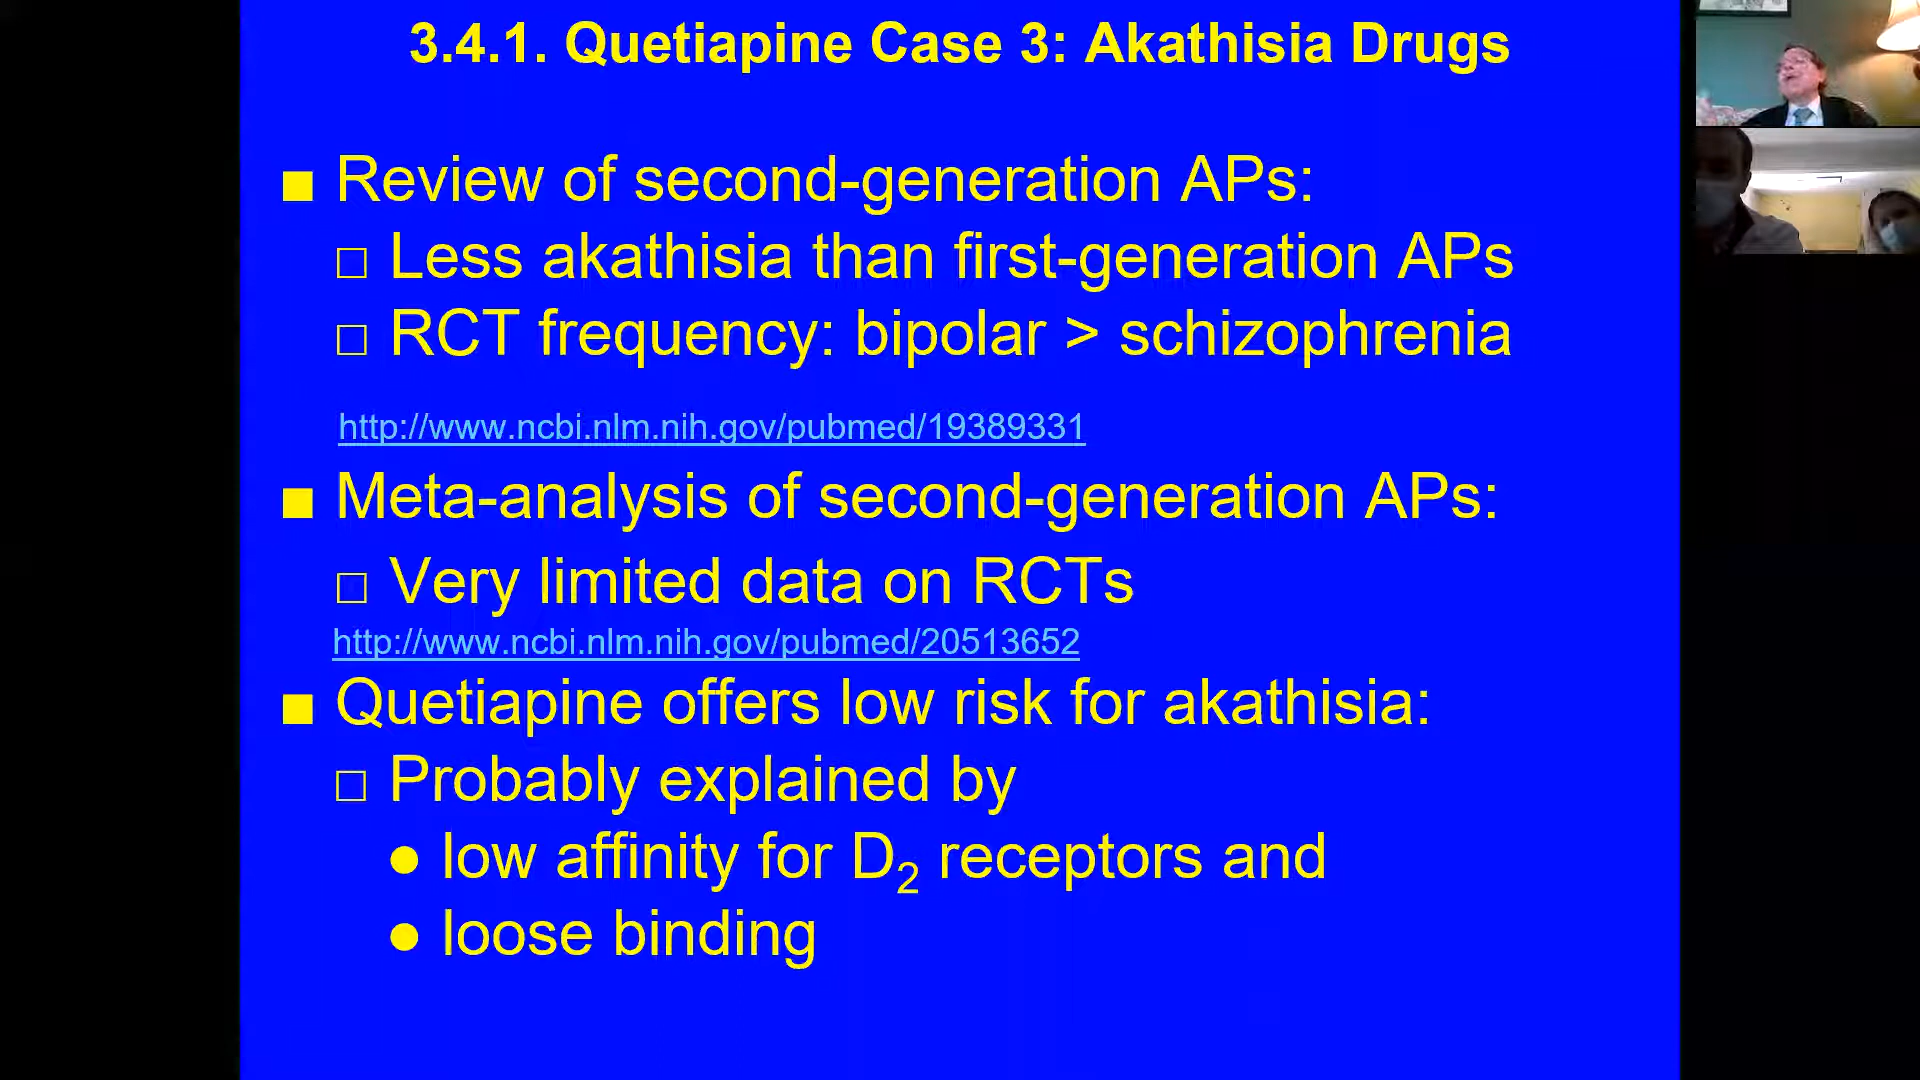 3.4.1. Quetiapine Case 3: Akathisia Drugs
■ Review of second-generation APs:
□ Less akathisia than first-generation APs
□ RCT frequency: bipolar > schizophrenia
http://www.ncbi.nlm.nih.gov/pubmed/19389331
■ Meta-analysis of second-generation APs:
□ Very limited data on RCTs
http://www.ncbi.nlm.nih.gov/pubmed/20513652
■ Quetiapine offers low risk for akathisia:
□ Probably explained by
● low affinity for D₂ receptors and
● loose binding